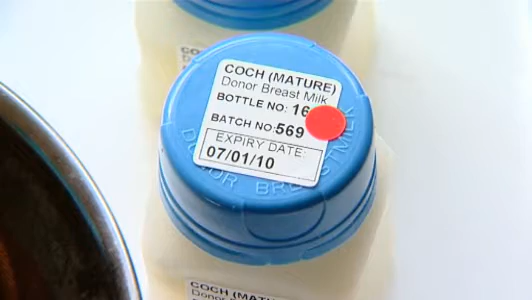 COCH (MATURE)
Donor Breast Milk
BOTTLE NO: 16
BATCH NO: 569
EXPIRY DATE:
07/01/10
DONOR BREASTMILK
COCH (MATU
Donor